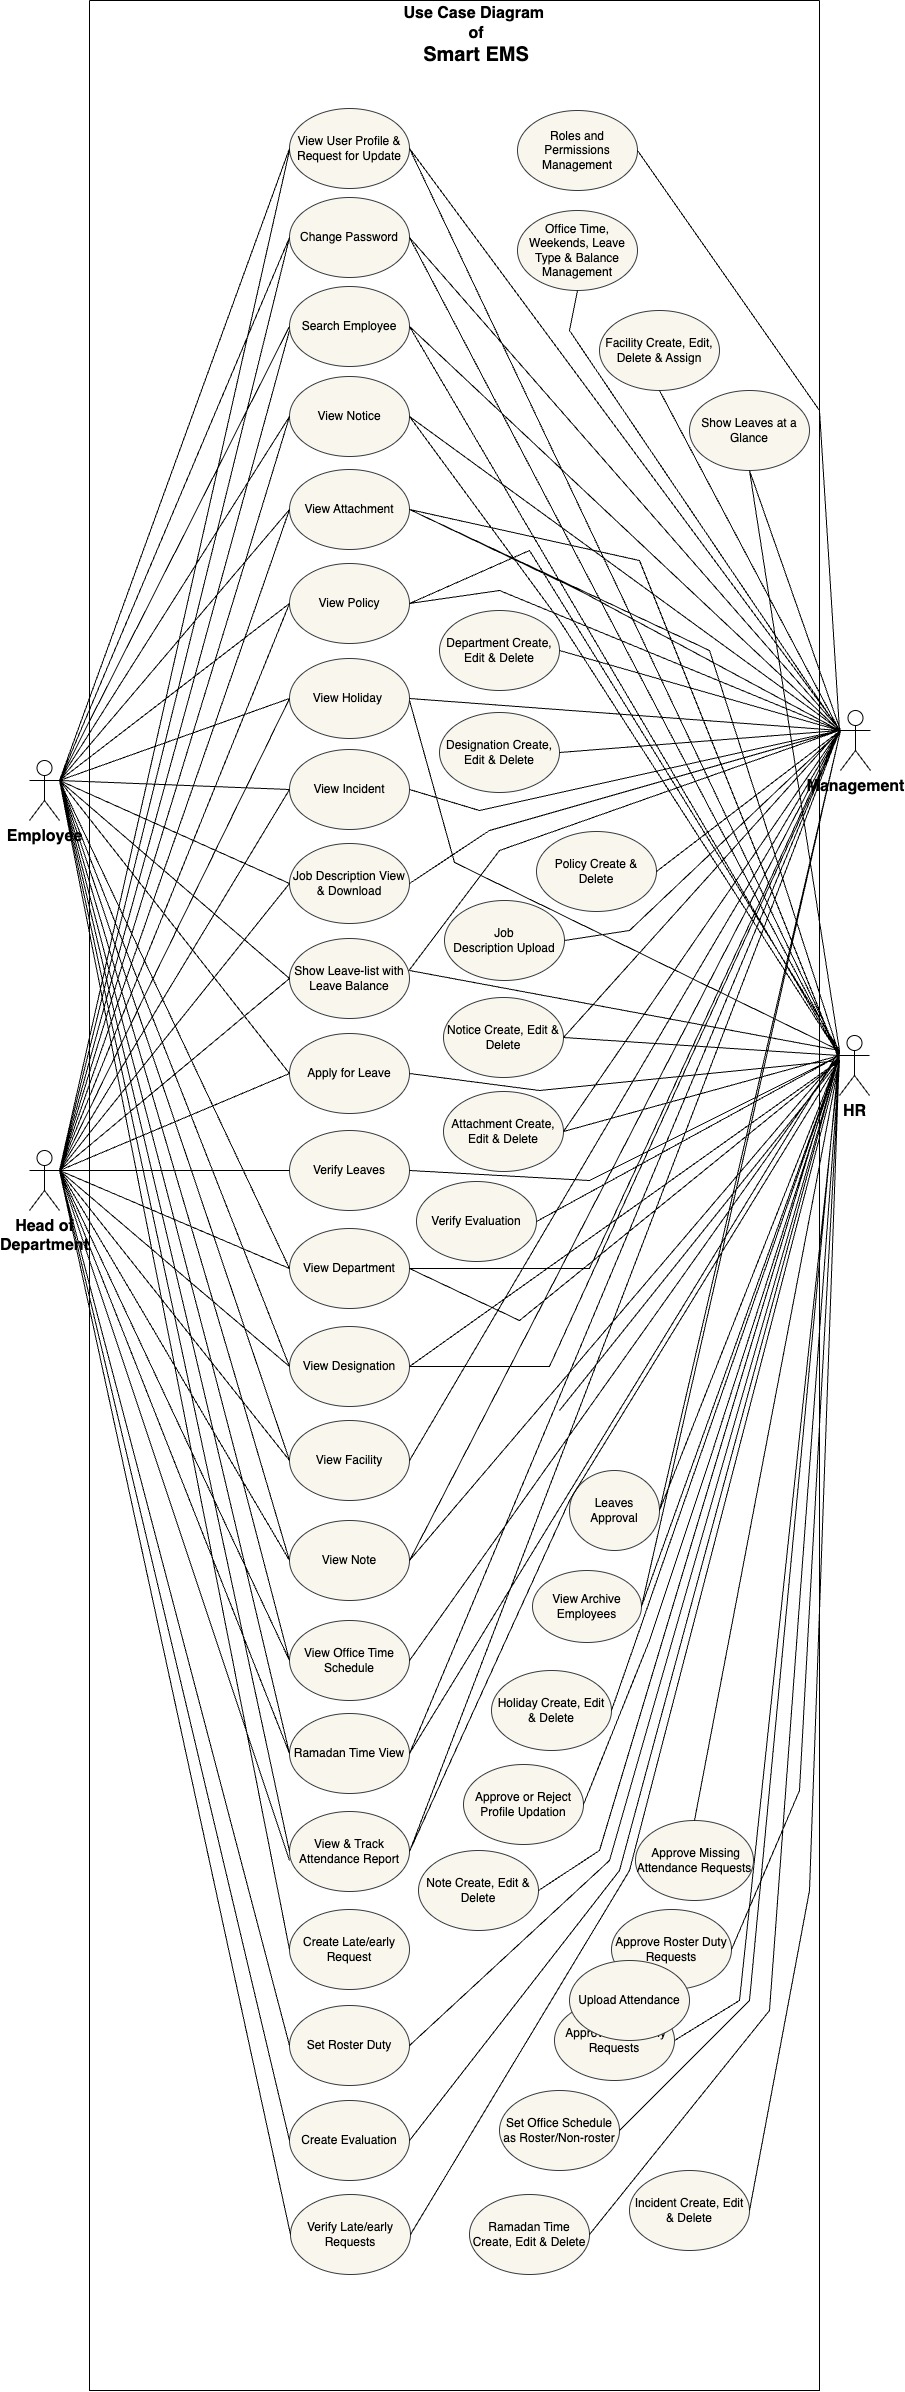 Use Case Diagram
of
Smart EMS
View User Profile &
Request for Update
Roles and
Permissions
Management
Change Password
Office Time,
Weekends, Leave
Type & Balance
Management
Search Employee
Facility Create, Edit,
Delete & Assign
View Notice
Show Leaves at a
Glance
View Attachment
View Policy
Department Create,
Edit & Delete
View Holiday
Designation Create,
Edit & Delete
Management
View Incident
Employee
Job Description View
& Download
Policy Create &
Delete
Job
Description Upload
Show Leave-list with
Leave Balance
Notice Create, Edit &
Delete
Apply for Leave
HR
Attachment Create,
Edit & Delete
Verify Leaves
Head of
Department
Verify Evaluation
View Department
View Designation
View Facility
Leaves
Approval
View Note
View Archive
Employees
View Office Time
Schedule
Holiday Create, Edit
& Delete
Ramadan Time View
Approve or Reject
Profile Updation
View & Track
Attendance Report
Approve Missing
Attendance Requests
Note Create, Edit &
Delete
Create Late/early
Request
Approve Roster Duty
Requests
Upload Attendance
Set Roster Duty
Requests
Create Evaluation
Set Office Schedule
as Roster/Non-roster
Verify Late/early
Requests
Ramadan Time
Create, Edit & Delete
Incident Create, Edit
& Delete